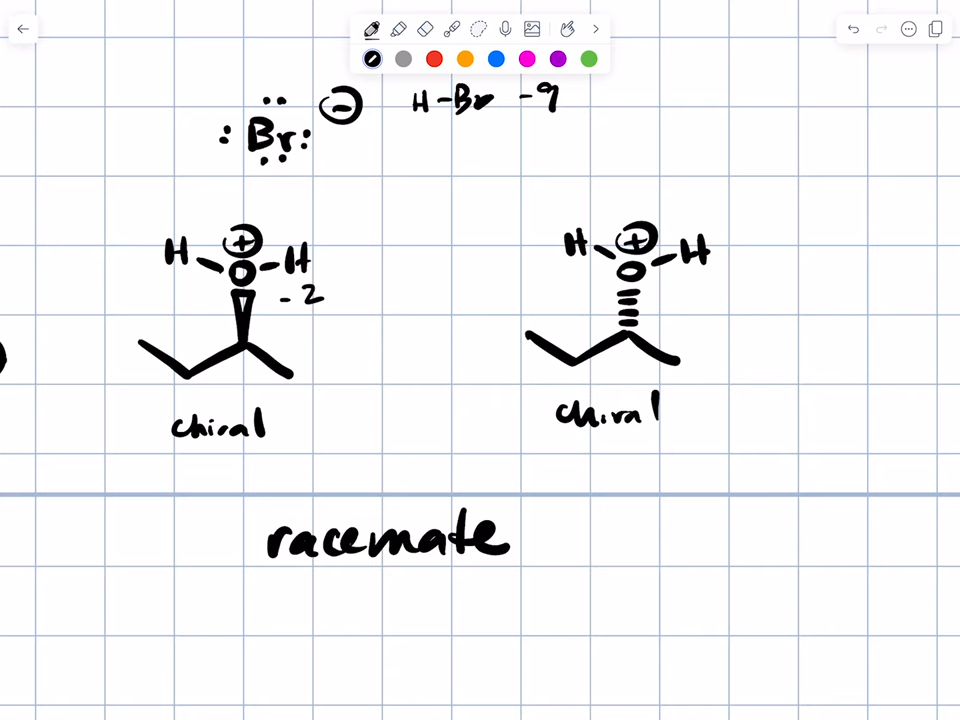 H-Br -9
:Br: ⊖
H ⊕ H
O
-2
H ⊕ H
O
chiral
chiral
racemate